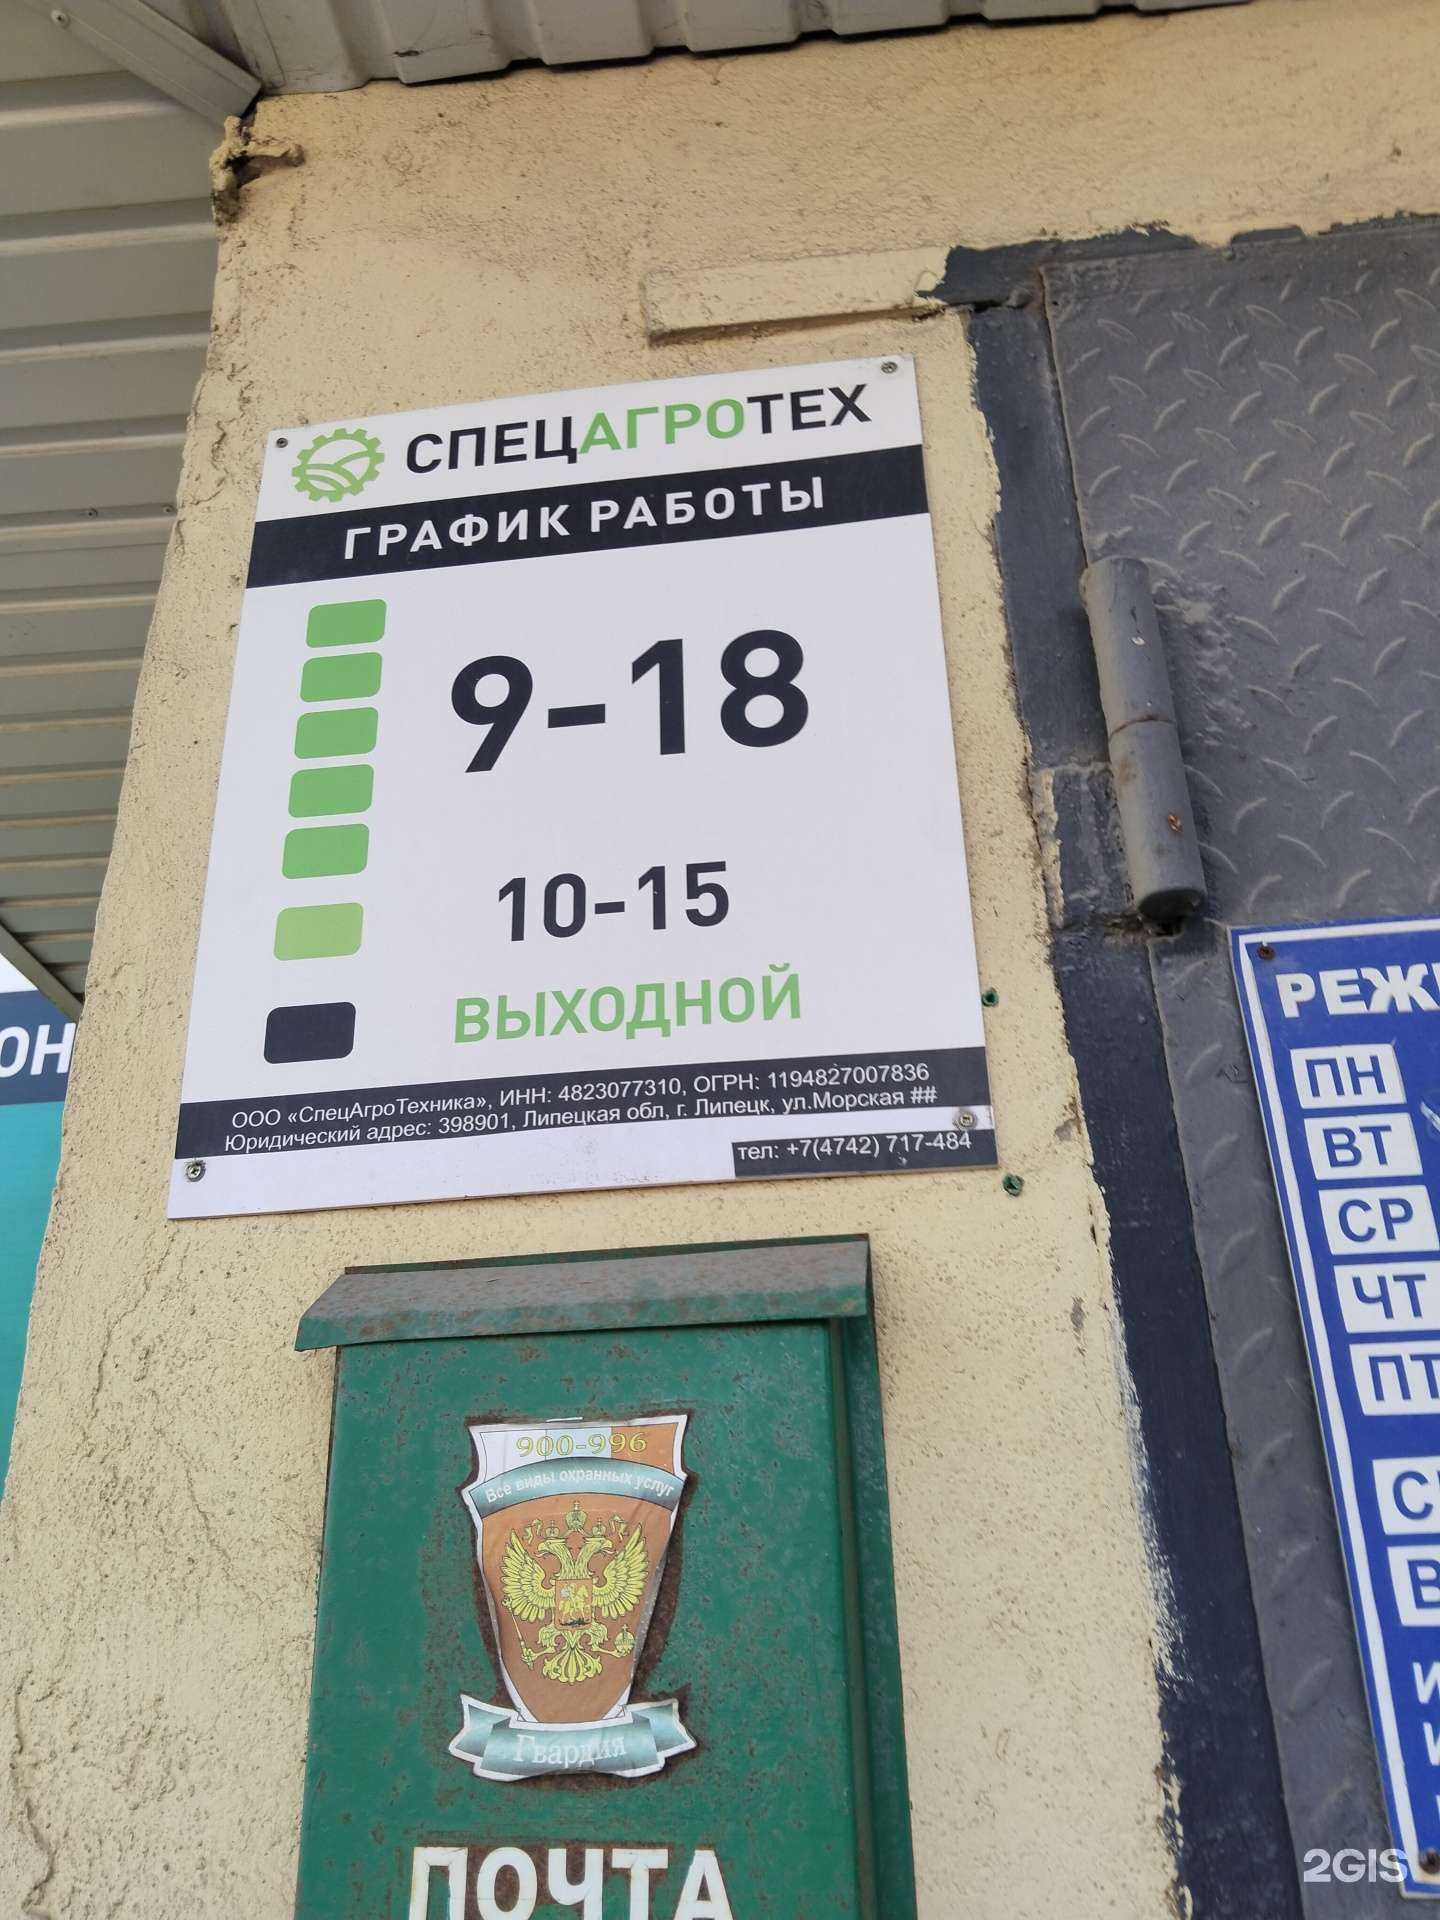 СПЕЦАГРОТЕХ
ГРАФИК РАБОТЫ
9-18
10-15
ВЫХОДНОЙ
ООО «СпецАгроТехника», ИНН: 4823077310, ОГРН: 1194827007836
Юридический адрес: 398901, Липецкая обл, г. Липецк, ул.Морская ##
тел: +7(4742) 717-484
ОН
РЕЖ
ПН
ВТ
СР
ЧТ
ПТ
С
В
900-996
Все виды охранных услуг
Гвардия
ПОЧТА
2GIS